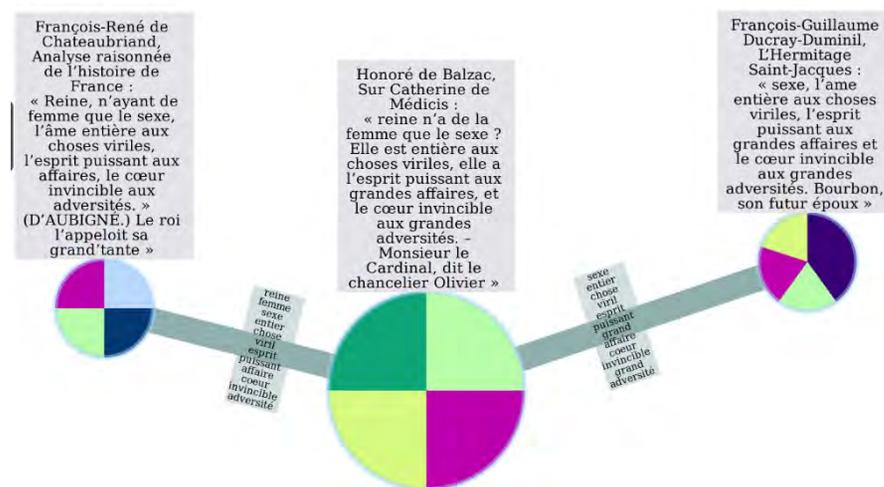 François-René de
Chateaubriand,
Analyse raisonnée
de l’histoire de
France :
« Reine, n’ayant de
femme que le sexe,
l’âme entière aux
choses viriles,
l’esprit puissant aux
affaires, le cœur
invincible aux
adversités. »
(D’AUBIGNÉ.) Le roi
l’appeloit sa
grand’tante »
reine
femme
sexe
entier
chose
viril
esprit
puissant
affaire
coeur
invincible
adversité
Honoré de Balzac,
Sur Catherine de
Médicis :
« reine n’a de la
femme que le sexe ?
Elle est entière aux
choses viriles, elle a
l’esprit puissant aux
grandes affaires, et
le cœur invincible
aux grandes
adversités. –
Monsieur le
Cardinal, dit le
chancelier Olivier »
sexe
entier
chose
viril
esprit
puissant
grand
affaire
coeur
invincible
grand
adversité
François-Guillaume
Ducray-Duminil,
L’Hermitage
Saint-Jacques :
« sexe, l’ame
entière aux choses
viriles, l’esprit
puissant aux
grandes affaires et
le cœur invincible
aux grandes
adversités. Bourbon,
son futur époux »